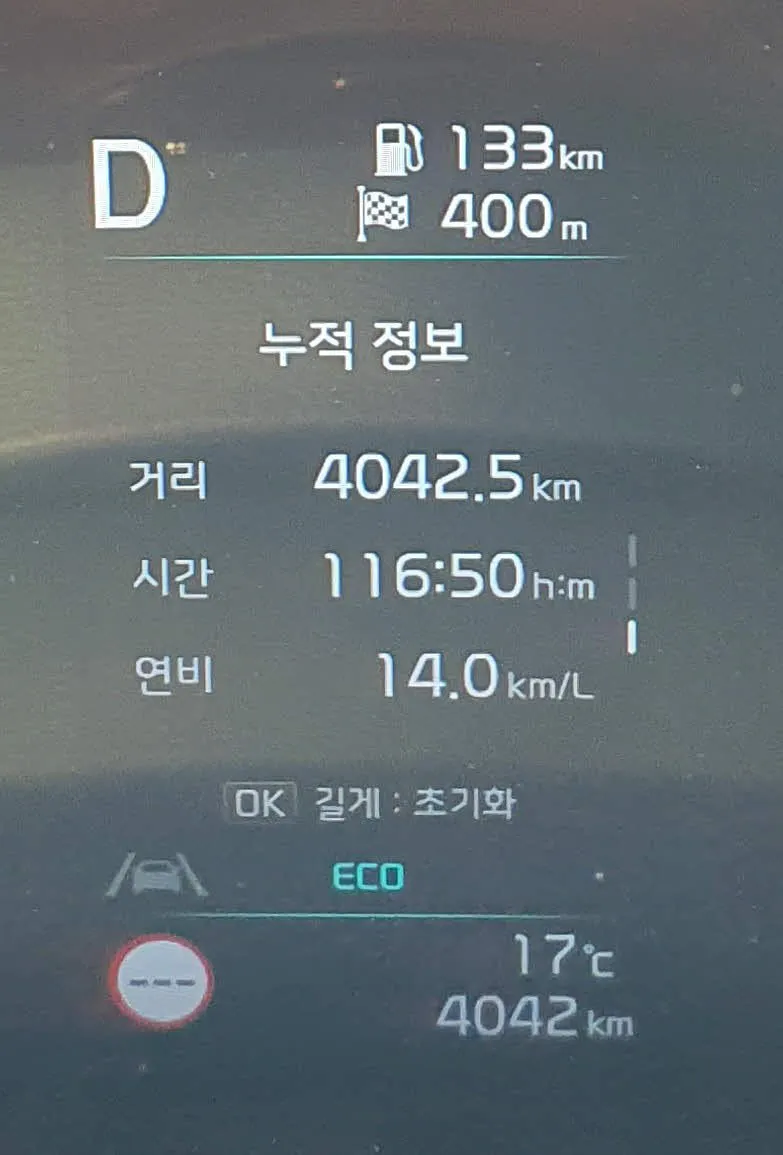 D
133km
400m
누적 정보
거리 4042.5km
시간 116:50h:m
연비 14.0km/L
OK 길게 : 초기화
ECO
---
17℃
4042km